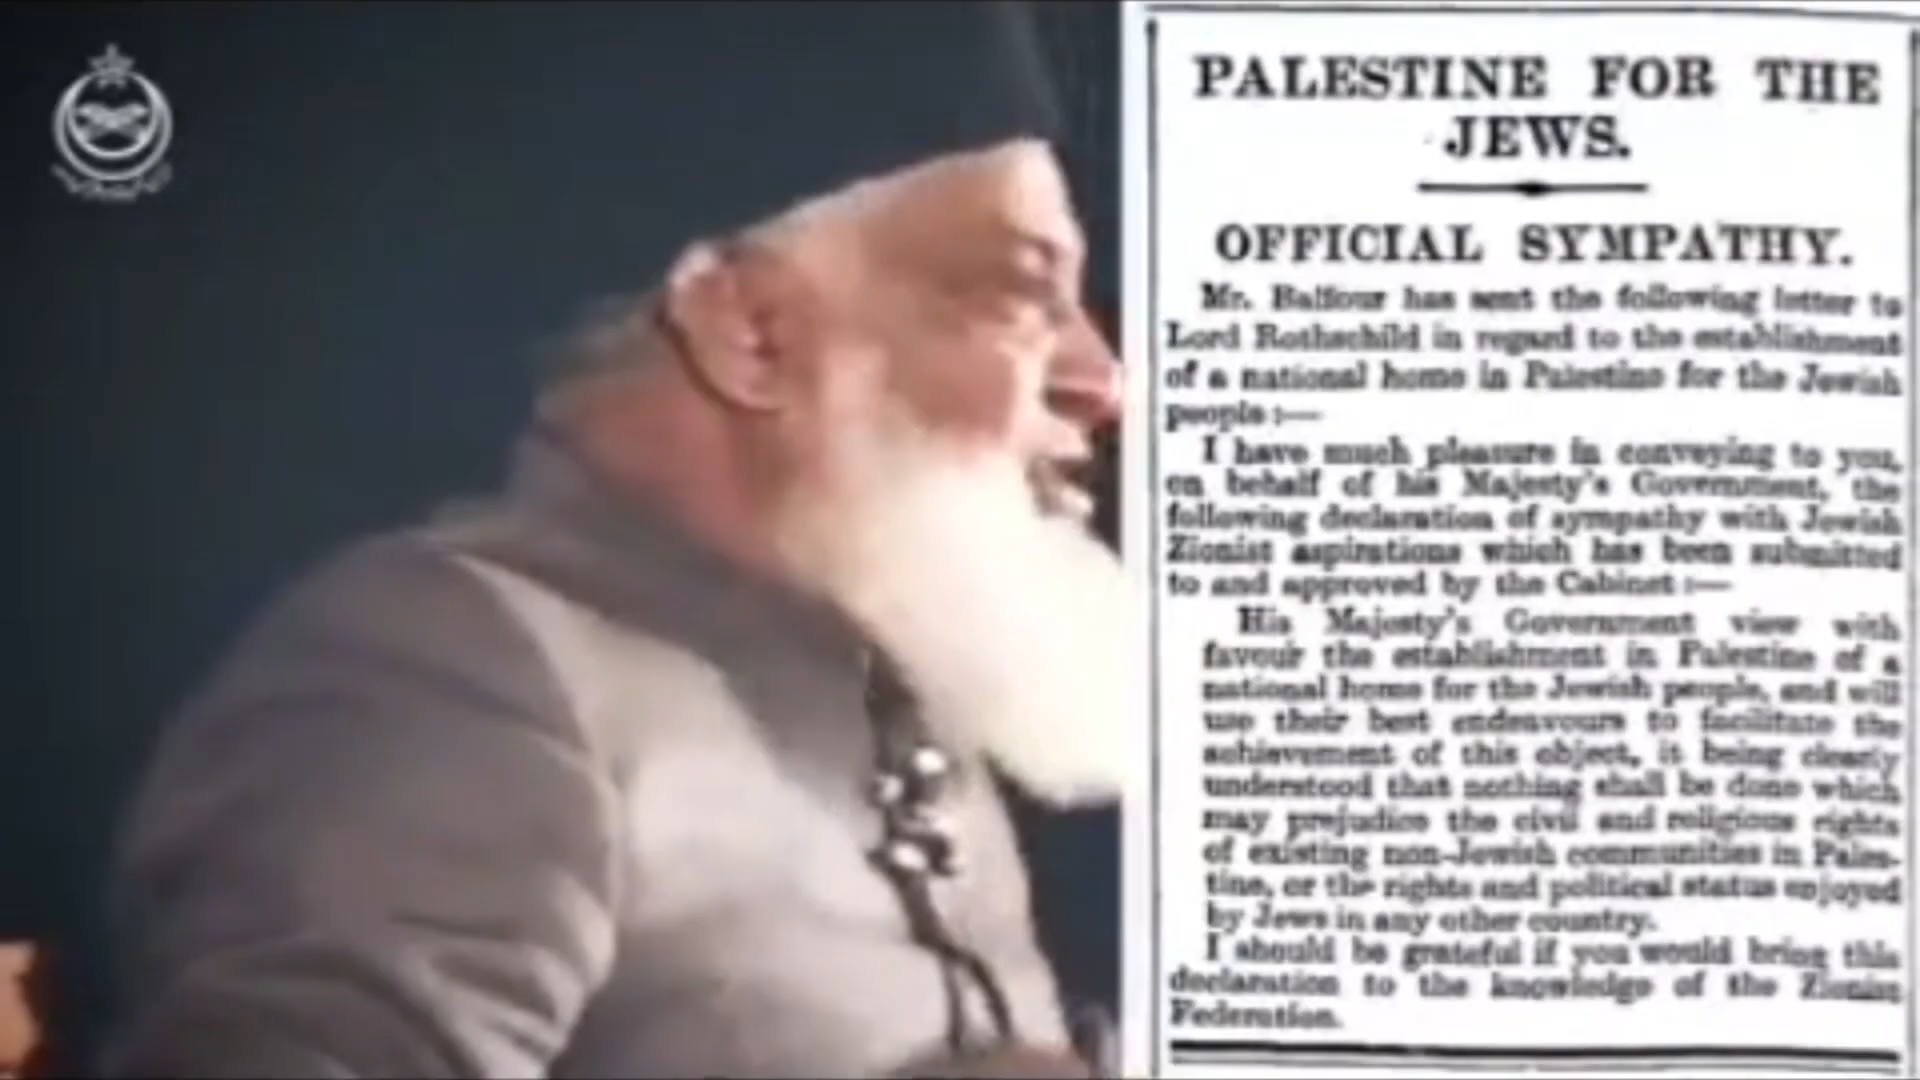 PALESTINE FOR THE
JEWS.
OFFICIAL SYMPATHY.
Mr. Balfour has sent the following letter to
Lord Rothschild in regard to the establishment
of a national home in Palestine for the Jewish
people:—
I have much pleasure in conveying to you,
on behalf of his Majesty's Government, the
following declaration of sympathy with Jewish
Zionist aspirations which has been submitted
to and approved by the Cabinet:—
His Majesty's Government view with
favour the establishment in Palestine of a
national home for the Jewish people, and will
use their best endeavours to facilitate the
achievement of this object, it being clearly
understood that nothing shall be done which
may prejudice the civil and religious rights
of existing non-Jewish communities in Pales-
tine, or the rights and political status enjoyed
by Jews in any other country.
I should be grateful if you would bring this
declaration to the knowledge of the Zionist
Federation.